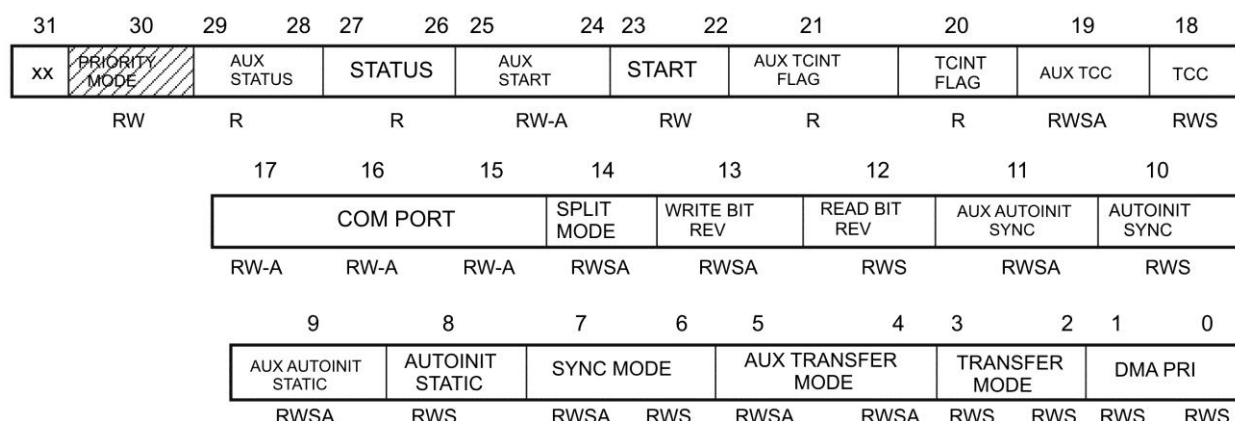 31 30 29 28 27 26 25 24 23 22 21 20 19 18
xx PRIORITY MODE AUX STATUS STATUS AUX START START AUX TCINT FLAG TCINT FLAG AUX TCC TCC
RW R R RW-A RW R R RWSA RWS
17 16 15 14 13 12 11 10
COM PORT SPLIT MODE WRITE BIT REV READ BIT REV AUX AUTOINIT SYNC AUTOINIT SYNC
RW-A RW-A RW-A RWSA RWSA RWS RWSA RWS
9 8 7 6 5 4 3 2 1 0
AUX AUTOINIT STATIC AUTOINIT STATIC SYNC MODE AUX TRANSFER MODE TRANSFER MODE DMA PRI
RWSA RWS RWSA RWS RWSA RWSA RWS RWS RWS RWS